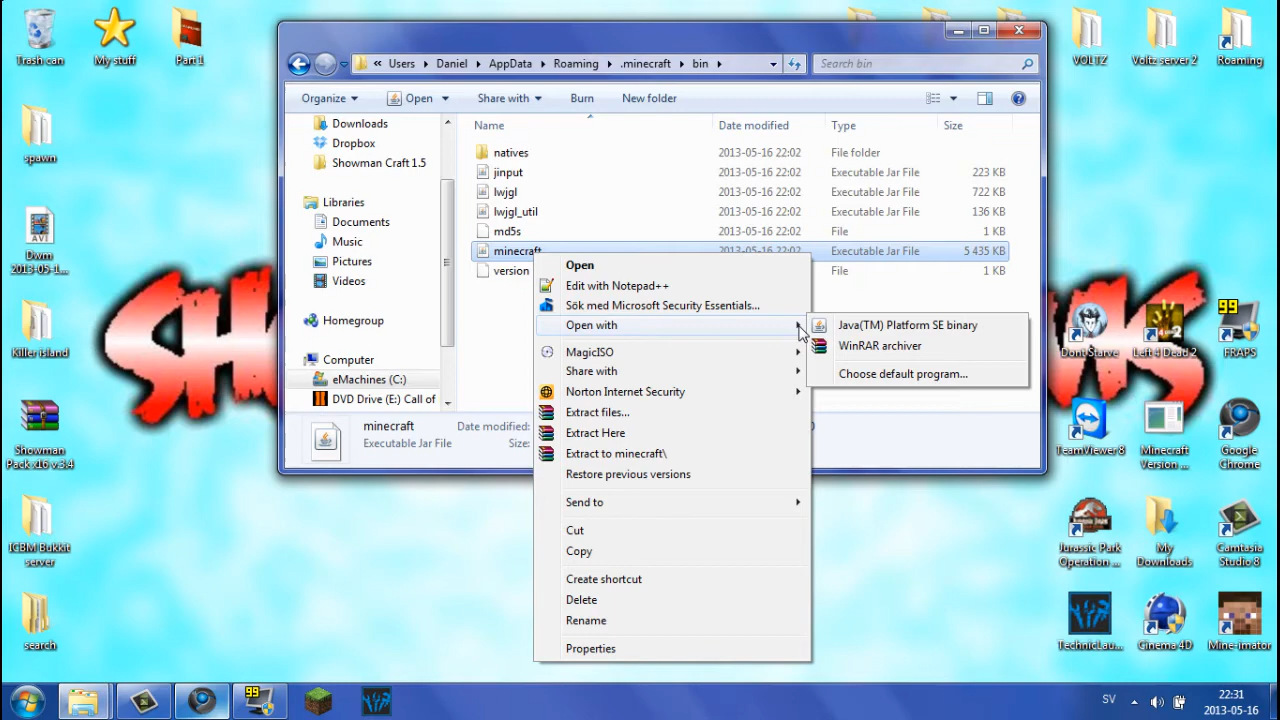 Trash can
My stuff
Part 1
spawn
Dwm
2013-05-1...
Killer island
Showman
Pack x16 v.3.4
ICBM Bukkit
server
search
« Users Daniel AppData Roaming .minecraft bin
Search bin
Organize
Open
Share with
Burn
New folder
Downloads
Dropbox
Showman Craft 1.5
Libraries
Documents
Music
Pictures
Videos
Homegroup
Computer
eMachines (C:)
DVD Drive (E:) Call of
Name Date modified Type Size
natives 2013-05-16 22:02 File folder
jinput 2013-05-16 22:02 Executable Jar File 223 KB
lwjgl 2013-05-16 22:02 Executable Jar File 722 KB
lwjgl_util 2013-05-16 22:02 Executable Jar File 136 KB
md5s 2013-05-16 22:02 File 1 KB
minecraft 2013-05-16 22:02 Executable Jar File 5 435 KB
version File 1 KB
minecraft Date modified:
Executable Jar File Size:
Open
Edit with Notepad++
Sök med Microsoft Security Essentials...
Open with
MagicISO
Share with
Norton Internet Security
Extract files...
Extract Here
Extract to minecraft\
Restore previous versions
Send to
Cut
Copy
Create shortcut
Delete
Rename
Properties
Java(TM) Platform SE binary
WinRAR archiver
Choose default program...
VOLTZ
Voltz server 2
Roaming
Dont Starve
Left 4 Dead 2
99
FRAPS
TeamViewer 8
Minecraft
Version ...
Google
Chrome
Jurassic Park
Operation ...
My
Downloads
Camtasia
Studio 8
TechnicLau...
Cinema 4D
Mine-imator
99
SV
22:31
2013-05-16